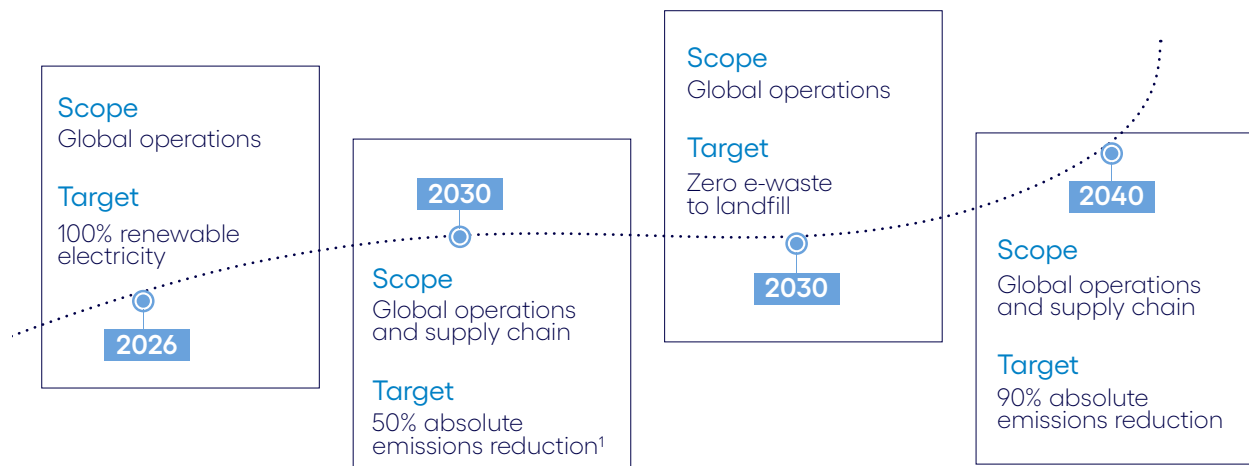 Scope
Global operations
Target
100% renewable
electricity
2026
2030
Scope
Global operations
and supply chain
Target
50% absolute
emissions reduction¹
Scope
Global operations
Target
Zero e-waste
to landfill
2030
2040
Scope
Global operations
and supply chain
Target
90% absolute
emissions reduction